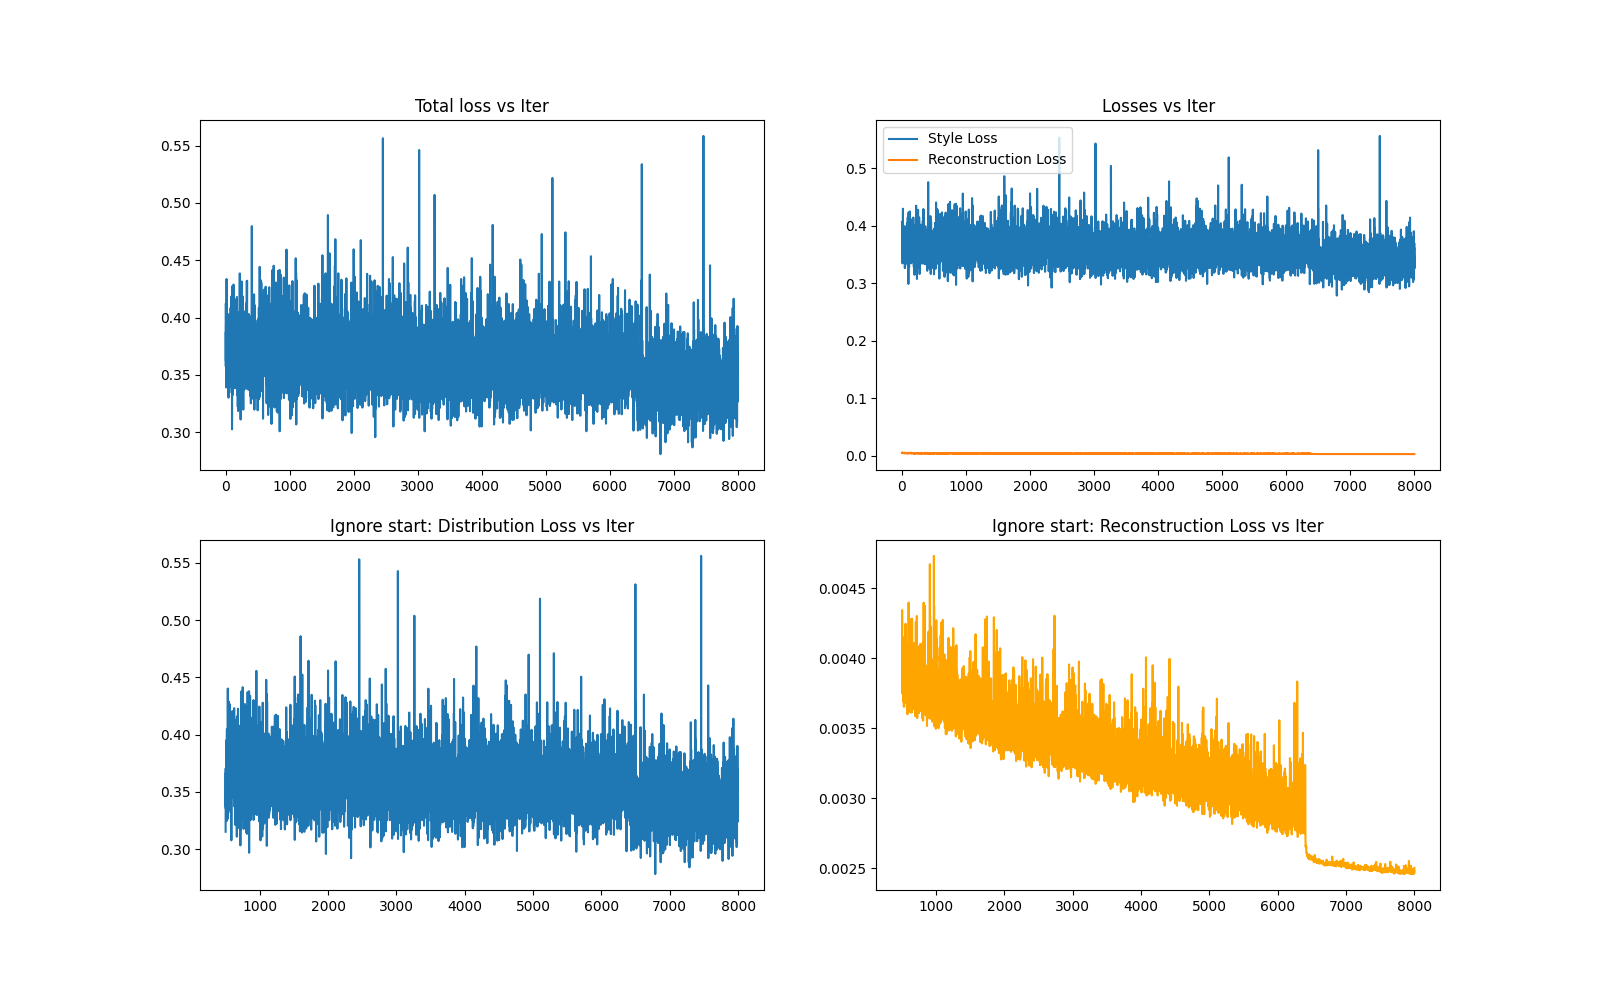 Total loss vs Iter
0.55
0.50
0.45
0.40
0.35
0.30
0 1000 2000 3000 4000 5000 6000 7000 8000
Losses vs Iter
Style Loss
Reconstruction Loss
0.5
0.4
0.3
0.2
0.1
0.0
0 1000 2000 3000 4000 5000 6000 7000 8000
Ignore start: Distribution Loss vs Iter
0.55
0.50
0.45
0.40
0.35
0.30
1000 2000 3000 4000 5000 6000 7000 8000
Ignore start: Reconstruction Loss vs Iter
0.0045
0.0040
0.0035
0.0030
0.0025
1000 2000 3000 4000 5000 6000 7000 8000